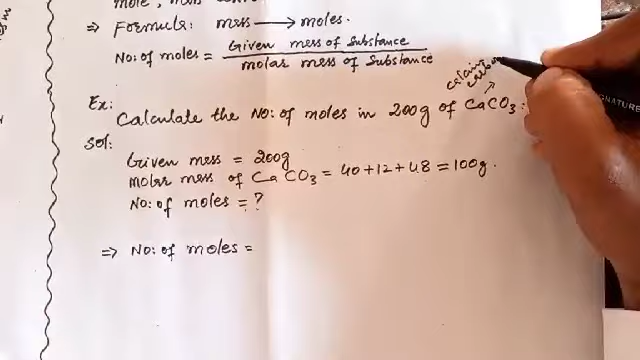 ⇒ Formula: mass ⟶ moles.
No: of moles = Given mass of Substance / molar mass of Substance
calcium carbo
Ex:
Calculate the No: of moles in 200g of CaCO3:
Sol:
Given mass = 200g
Molar mass of CaCO3 = 40+12+48 = 100g.
No: of moles = ?
⇒ No: of moles =